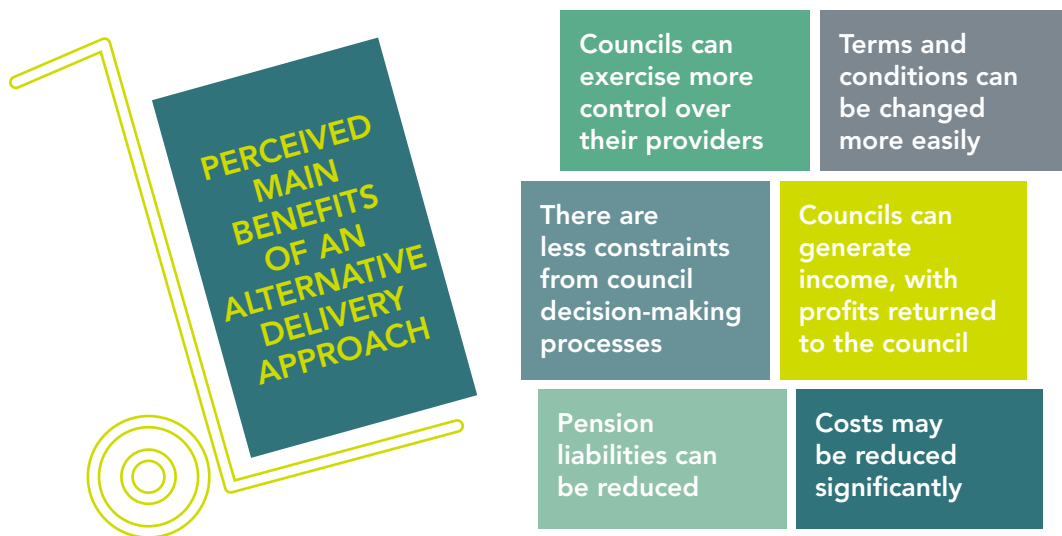 PERCEIVED
MAIN
BENEFITS
OF AN
ALTERNATIVE
DELIVERY
APPROACH
Councils can
exercise more
control over
their providers
Terms and
conditions can
be changed
more easily
There are
less constraints
from council
decision-making
processes
Councils can
generate
income, with
profits returned
to the council
Pension
liabilities can
be reduced
Costs may
be reduced
significantly